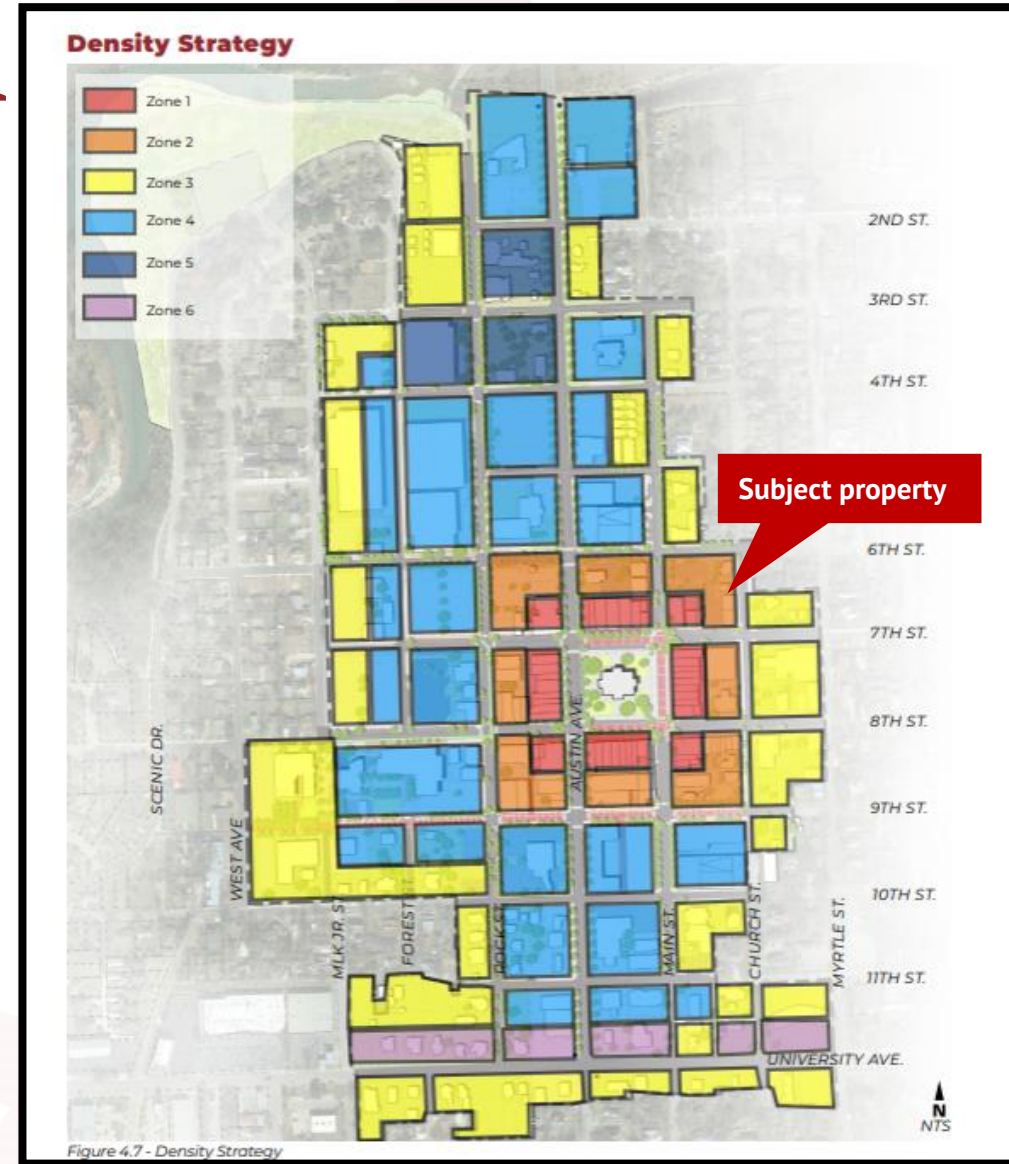 Density Strategy
Zone 1
Zone 2
Zone 3
Zone 4
Zone 5
Zone 6
2ND ST.
3RD ST.
4TH ST.
Subject property
6TH ST.
7TH ST.
8TH ST.
9TH ST.
10TH ST.
11TH ST.
UNIVERSITY AVE.
SCENIC DR.
WEST AVE
MLK JR. ST
FOREST ST.
ROCK ST.
AUSTIN AVE.
MAIN ST.
CHURCH ST.
MYRTLE ST.
N
NTS
Figure 4.7 - Density Strategy